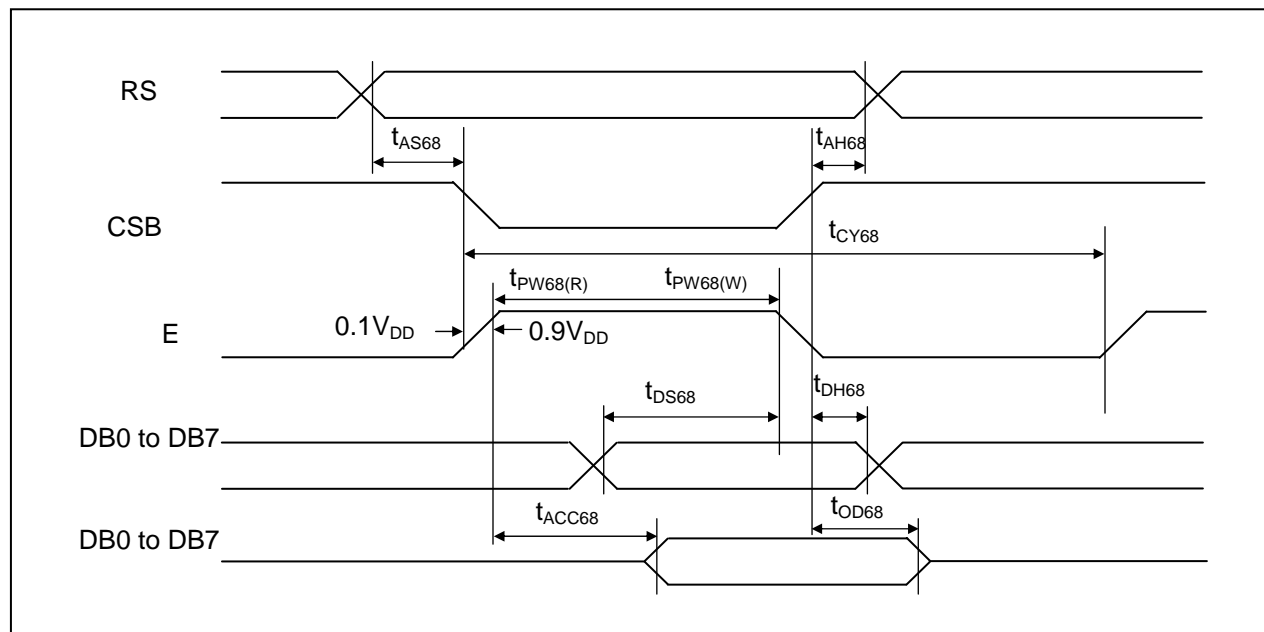 RS
tAS68
tAH68
CSB
tCY68
tPW68(R)
tPW68(W)
E
0.1VDD
0.9VDD
tDS68
tDH68
DB0 to DB7
tACC68
tOD68
DB0 to DB7